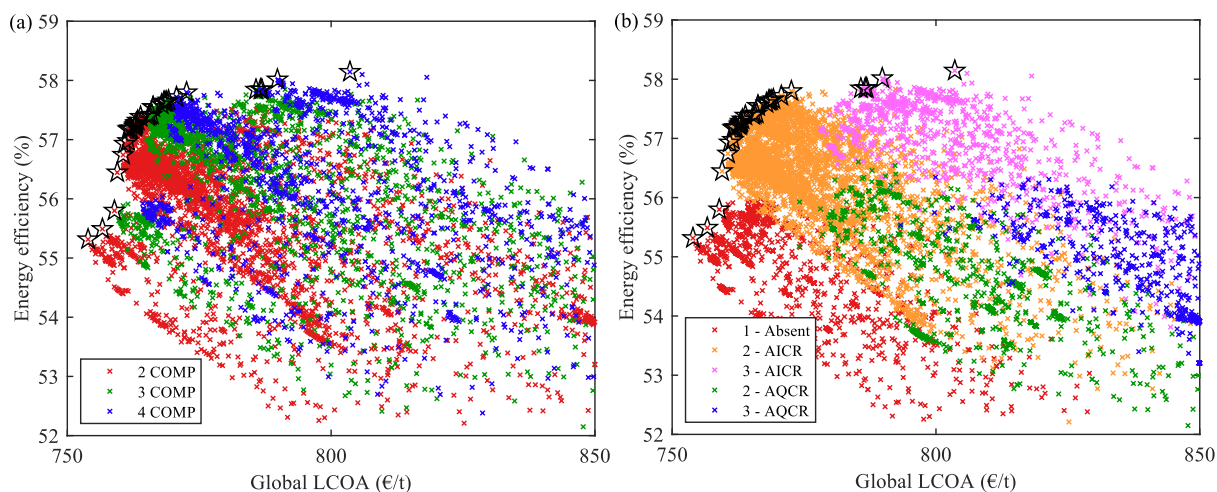 (a)
59
58
57
56
55
54
53
52
Energy efficiency (%)
2 COMP
3 COMP
4 COMP
750
800
850
Global LCOA (€/t)
(b)
59
58
57
56
55
54
53
52
Energy efficiency (%)
1 - Absent
2 - AICR
3 - AICR
2 - AQCR
3 - AQCR
750
800
850
Global LCOA (€/t)